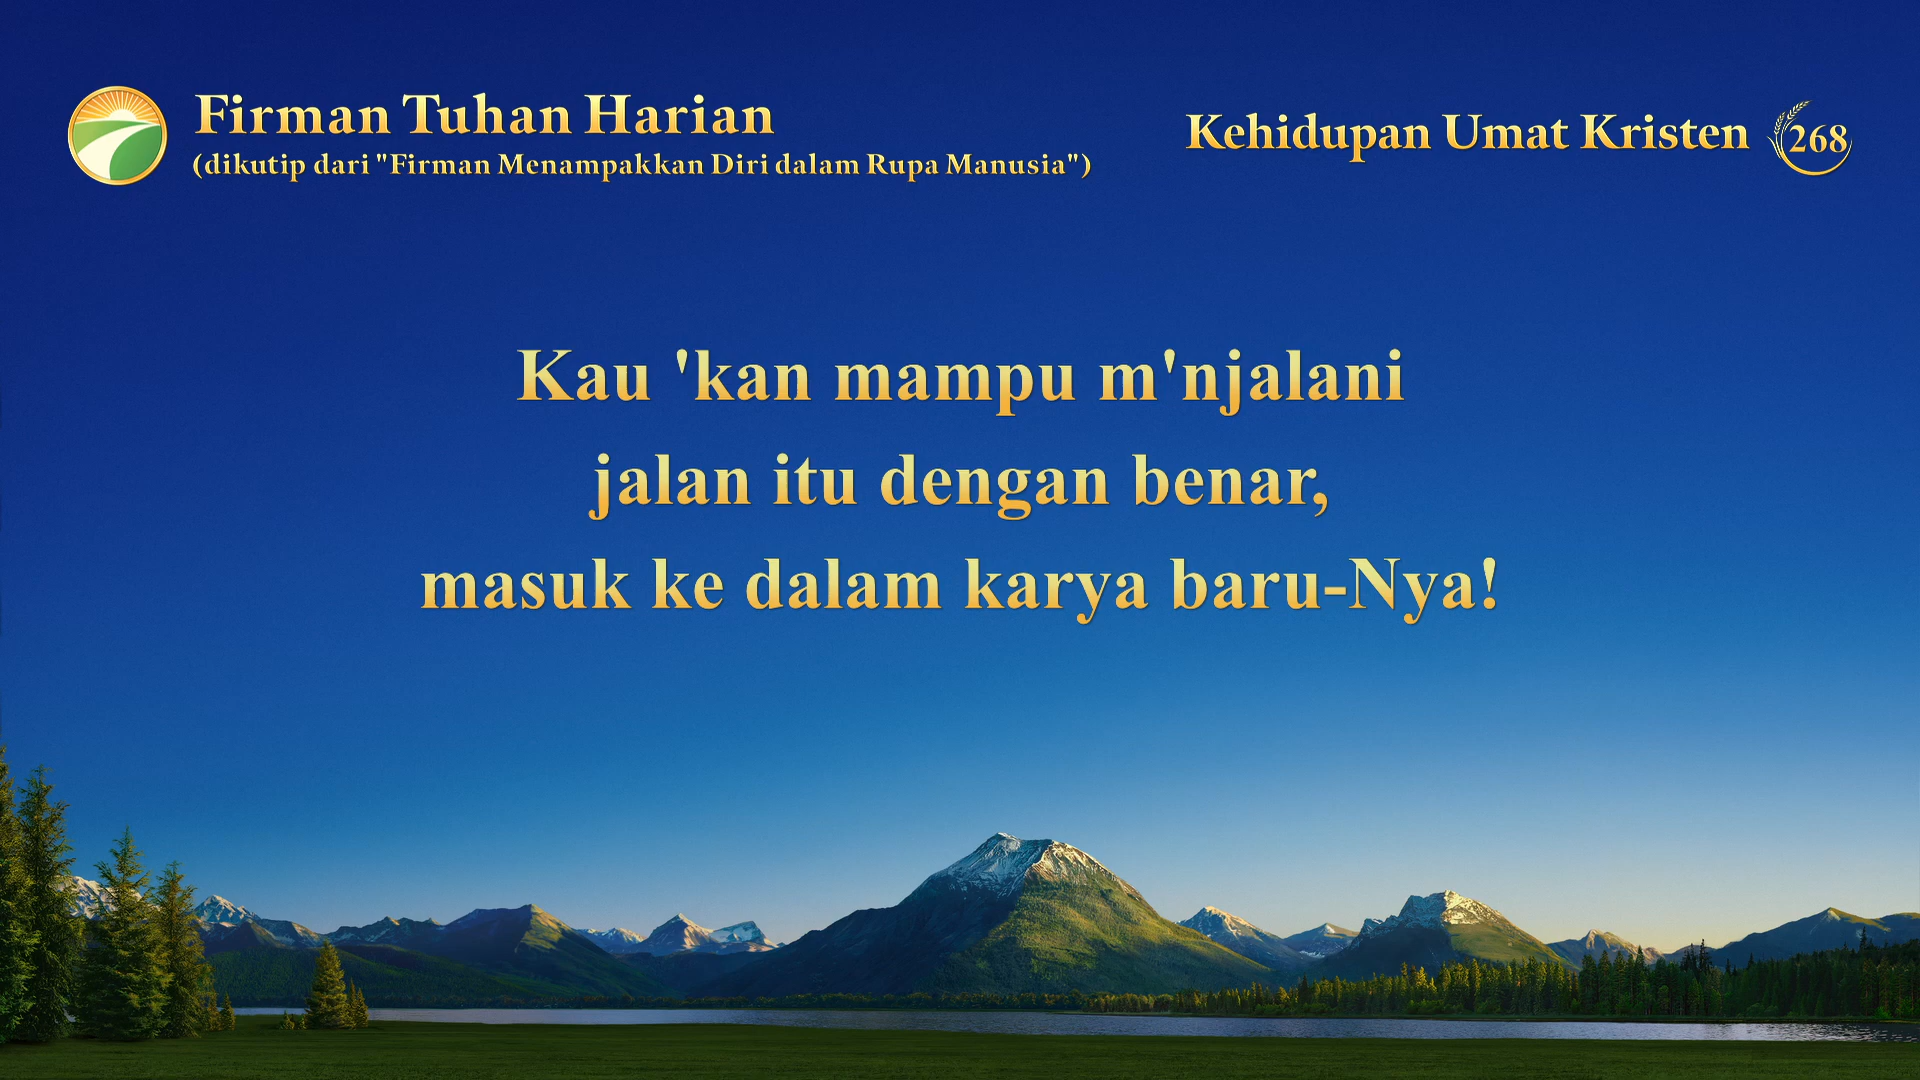 Firman Tuhan Harian
(dikutip dari "Firman Menampakkan Diri dalam Rupa Manusia")
Kehidupan Umat Kristen 268
Kau 'kan mampu m'njalani
jalan itu dengan benar,
masuk ke dalam karya baru-Nya!